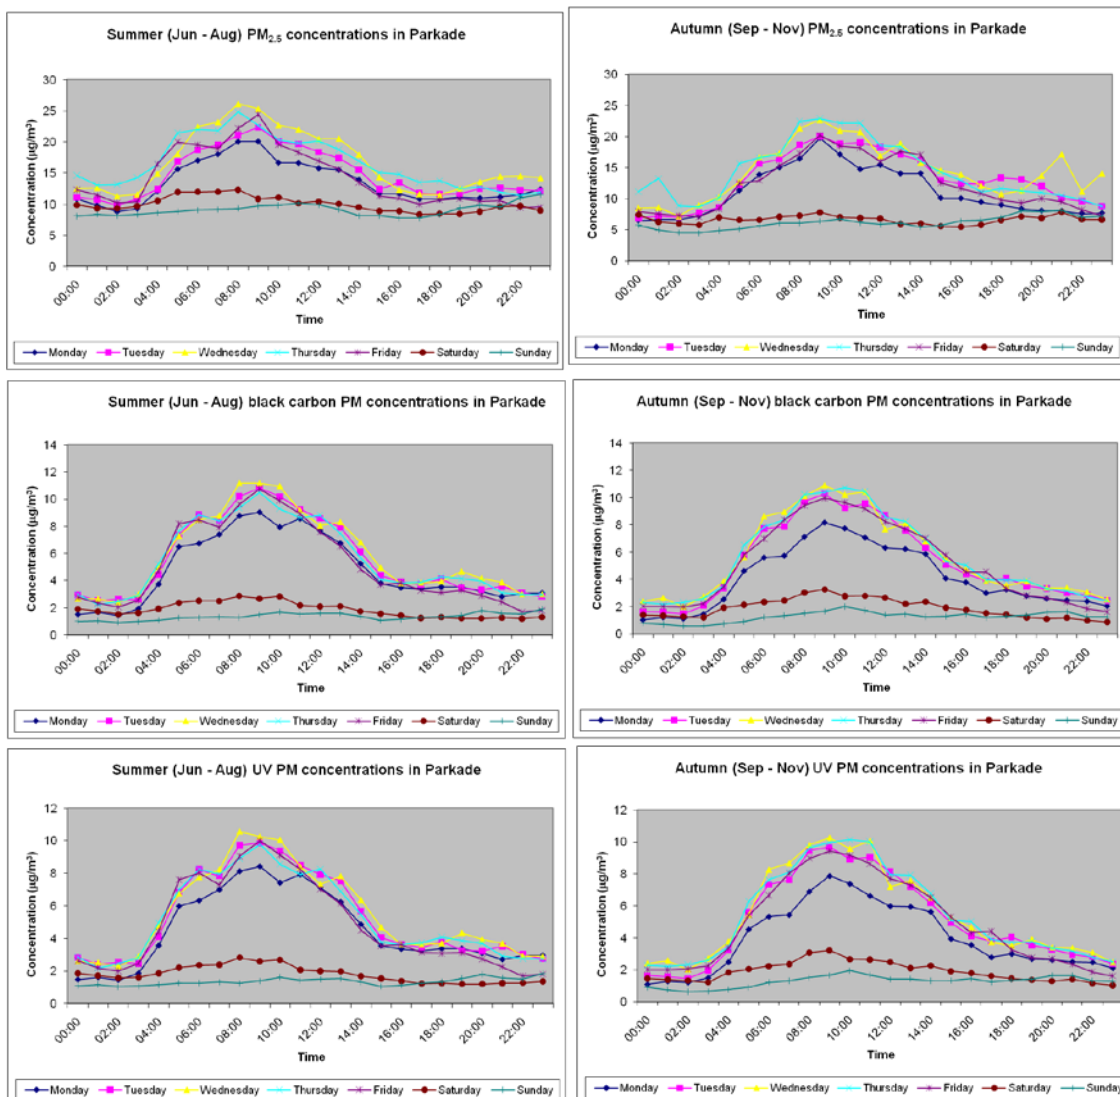 Summer (Jun - Aug) PM2.5 concentrations in Parkade
Concentration (µg/m³)
30
25
20
15
10
5
0
00:00 02:00 04:00 06:00 08:00 10:00 12:00 14:00 16:00 18:00 20:00 22:00
Time
Monday Tuesday Wednesday Thursday Friday Saturday Sunday
Autumn (Sep - Nov) PM2.5 concentrations in Parkade
Concentration (µg/m³)
30
25
20
15
10
5
0
00:00 02:00 04:00 06:00 08:00 10:00 12:00 14:00 16:00 18:00 20:00 22:00
Time
Monday Tuesday Wednesday Thursday Friday Saturday Sunday
Summer (Jun - Aug) black carbon PM concentrations in Parkade
Concentration (µg/m³)
14
12
10
8
6
4
2
0
00:00 02:00 04:00 06:00 08:00 10:00 12:00 14:00 16:00 18:00 20:00 22:00
Time
Monday Tuesday Wednesday Thursday Friday Saturday Sunday
Autumn (Sep - Nov) black carbon PM concentrations in Parkade
Concentration (µg/m³)
14
12
10
8
6
4
2
0
00:00 02:00 04:00 06:00 08:00 10:00 12:00 14:00 16:00 18:00 20:00 22:00
Time
Monday Tuesday Wednesday Thursday Friday Saturday Sunday
Summer (Jun - Aug) UV PM concentrations in Parkade
Concentration (µg/m³)
12
10
8
6
4
2
0
00:00 02:00 04:00 06:00 08:00 10:00 12:00 14:00 16:00 18:00 20:00 22:00
Time
Monday Tuesday Wednesday Thursday Friday Saturday Sunday
Autumn (Sep - Nov) UV PM concentrations in Parkade
Concentration (µg/m³)
12
10
8
6
4
2
0
00:00 02:00 04:00 06:00 08:00 10:00 12:00 14:00 16:00 18:00 20:00 22:00
Time
Monday Tuesday Wednesday Thursday Friday Saturday Sunday